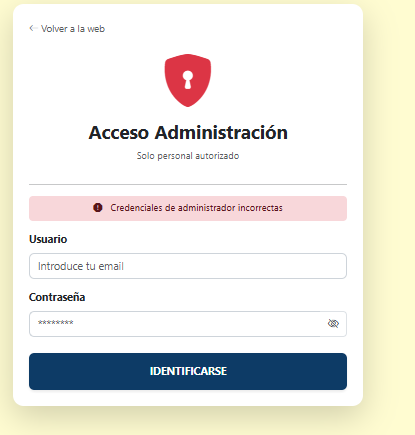 ← Volver a la web
Acceso Administración
Solo personal autorizado
Credenciales de administrador incorrectas
Usuario
Introduce tu email
Contraseña
********
IDENTIFICARSE